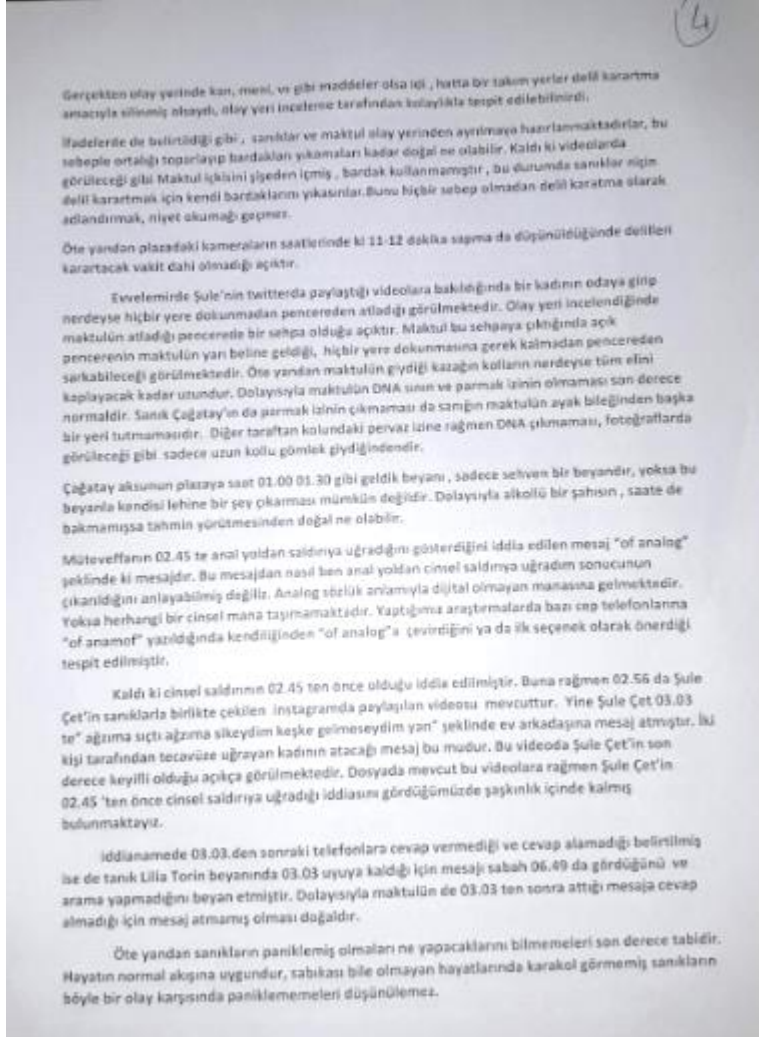 4
Gerçekten olay yerinde kan, meni, vs gibi maddeler olsa idi , hatta bir takım yerler delil karartma
amacıyla silinmiş olsaydı, olay yeri inceleme tarafından kolaylıkla tespit edilebilinirdi.
İfadelerde de belirtildiği gibi , sanıklar ve maktul olay yerinden ayrılmaya hazırlanmaktadırlar, bu
sebeple ortalığı toparlayıp bardakları yıkamaları kadar doğal ne olabilir. Kaldı ki videolarda
görüleceği gibi Maktul içkisini şişeden içmiş , bardak kullanmamıştır , bu durumda sanıklar niçin
delil karartmak için kendi bardaklarını yıkasınlar.Bunu hiçbir sebep olmadan delil karatma olarak
adlandırmak, niyet okumağı geçmez.
Öte yandan plazadaki kameraların saatlerinde ki 11-12 dakika sapma da düşünüldüğünde delilleri
karartacak vakit dahi olmadığı açıktır.
Evvelemirde Şule'nin twitterda paylaştığı videolara bakıldığında bir kadının odaya girip
nerdeyse hiçbir yere dokunmadan pencereden atladığı görülmektedir. Olay yeri incelendiğinde
maktulün atladığı pencerede bir sehpa olduğu açıktır. Maktul bu sehpaya çıktığında açık
pencerenin maktulün yarı beline geldiği, hiçbir yere dokunmasına gerek kalmadan pencereden
sarkabileceği görülmektedir. Öte yandan maktulün giydiği kazağın kolların nerdeyse tüm elini
kaplayacak kadar uzundur. Dolayısıyla maktulün DNA sının ve parmak izinin olmaması son derece
normaldir. Sanık Çağatay'ın da parmak izinin çıkmaması da sanığın maktulün ayak bileğinden başka
bir yeri tutmamasıdır. Diğer taraftan kolundaki pervaz izine rağmen DNA çıkmaması, fotoğraflarda
görüleceği gibi sadece uzun kollu gömlek giydiğindendir.
Çağatay aksunun plazaya saat 01.00 01.30 gibi geldik beyanı , sadece sehven bir beyandır, yoksa bu
beyanla kendisi lehine bir şey çıkarması mümkün değildir. Dolaysıyla alkollü bir şahısın , saate de
bakmamışsa tahmin yürütmesinden doğal ne olabilir.
Müteveffanın 02.45 te anal yoldan saldırıya uğradığını gösterdiğini iddia edilen mesaj "of analog"
şeklinde ki mesajdır. Bu mesajdan nasıl ben anal yoldan cinsel saldırıya uğradım sonucunun
çıkarıldığını anlayabilmiş değiliz. Analog sözlük anlamıyla dijital olmayan manasına gelmektedir.
Yoksa herhangi bir cinsel mana taşımamaktadır. Yaptığımız araştırmalarda bazı cep telefonlarına
"of anamof" yazıldığında kendiliğinden "of analog"a çevirdiğini ya da ilk seçenek olarak önerdiği
tespit edilmiştir.
Kaldı ki cinsel saldırının 02.45 ten önce olduğu iddia edilmiştir. Buna rağmen 02.56 da Şule
Çet'in sanıklarla birlikte çekilen instagramda paylaşılan videosu mevcuttur. Yine Şule Çet 03.03
te" ağzıma sıçtı ağzıma sikeydim keşke gelmeseydim yan" şeklinde ev arkadaşına mesaj atmıştır. İki
kişi tarafından tecavüze uğrayan kadının atacağı mesaj bu mudur. Bu videoda Şule Çet'in son
derece keyifli olduğu açıkça görülmektedir. Dosyada mevcut bu videolara rağmen Şule Çet'in
02.45 'ten önce cinsel saldırıya uğradığı iddiasını gördüğümüzde şaşkınlık içinde kalmış
bulunmaktayız.
iddianamede 03.03.den sonraki telefonlara cevap vermediği ve cevap alamadığı belirtilmiş
ise de tanık Lilia Torin beyanında 03.03 uyuya kaldığı için mesajı sabah 06.49 da gördüğünü ve
arama yapmadığını beyan etmiştir. Dolayısıyla maktulün de 03.03 ten sonra attığı mesaja cevap
almadığı için mesaj atmamış olması doğaldır.
Öte yandan sanıkların paniklemiş olmaları ne yapacaklarını bilmemeleri son derece tabidir.
Hayatın normal akışına uygundur, sabıkası bile olmayan hayatlarında karakol görmemiş sanıkların
böyle bir olay karşısında paniklememeleri düşünülemez.